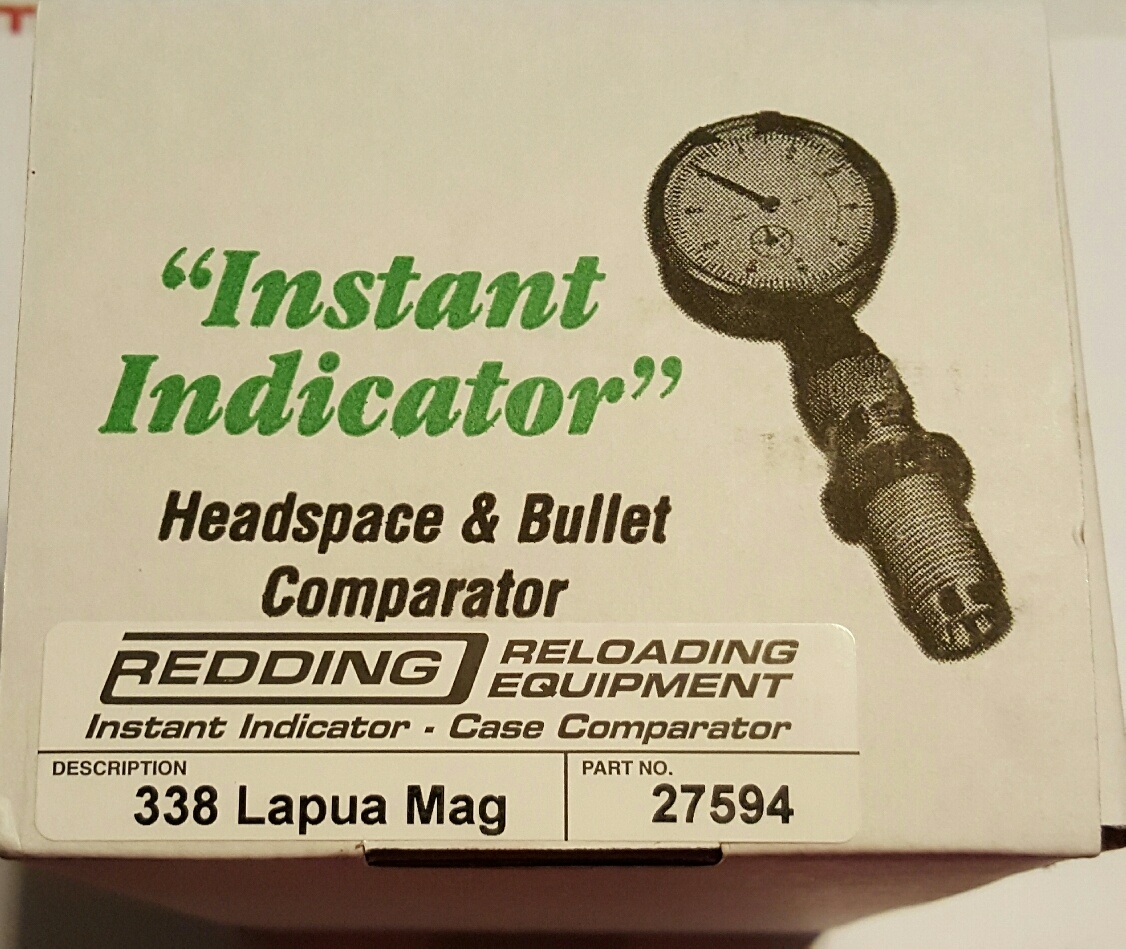 “Instant
Indicator”
Headspace & Bullet
Comparator
REDDING RELOADING
EQUIPMENT
Instant Indicator - Case Comparator
DESCRIPTION PART NO.
338 Lapua Mag 27594